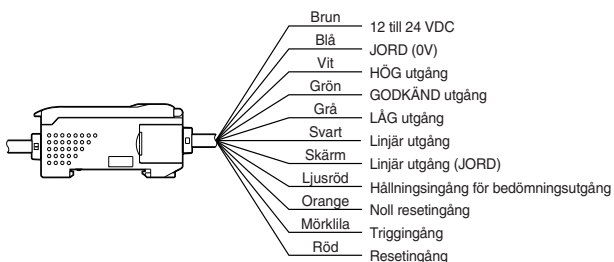 Brun 12 till 24 VDC
Blå JORD (0V)
Vit HÖG utgång
Grön GODKÄND utgång
Grå LÅG utgång
Svart Linjär utgång
Skärm Linjär utgång (JORD)
Ljusröd Hållningsingång för bedömningsutgång
Orange Noll resetingång
Mörklila Triggingång
Röd Resetingång